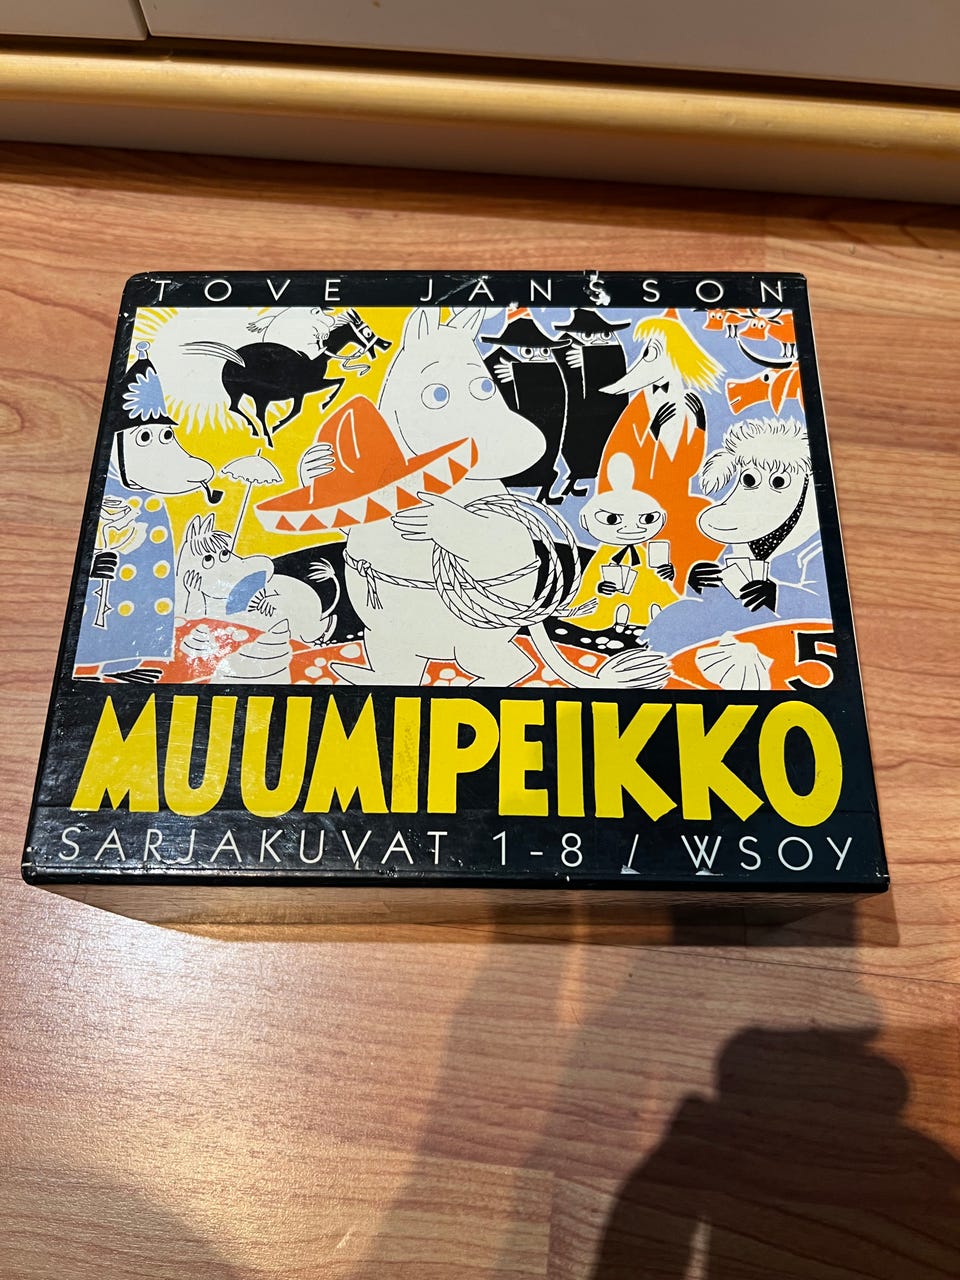 TOVE JANSSON
5
MUUMIPEIKKO
SARJAKUVAT 1-8 / WSOY